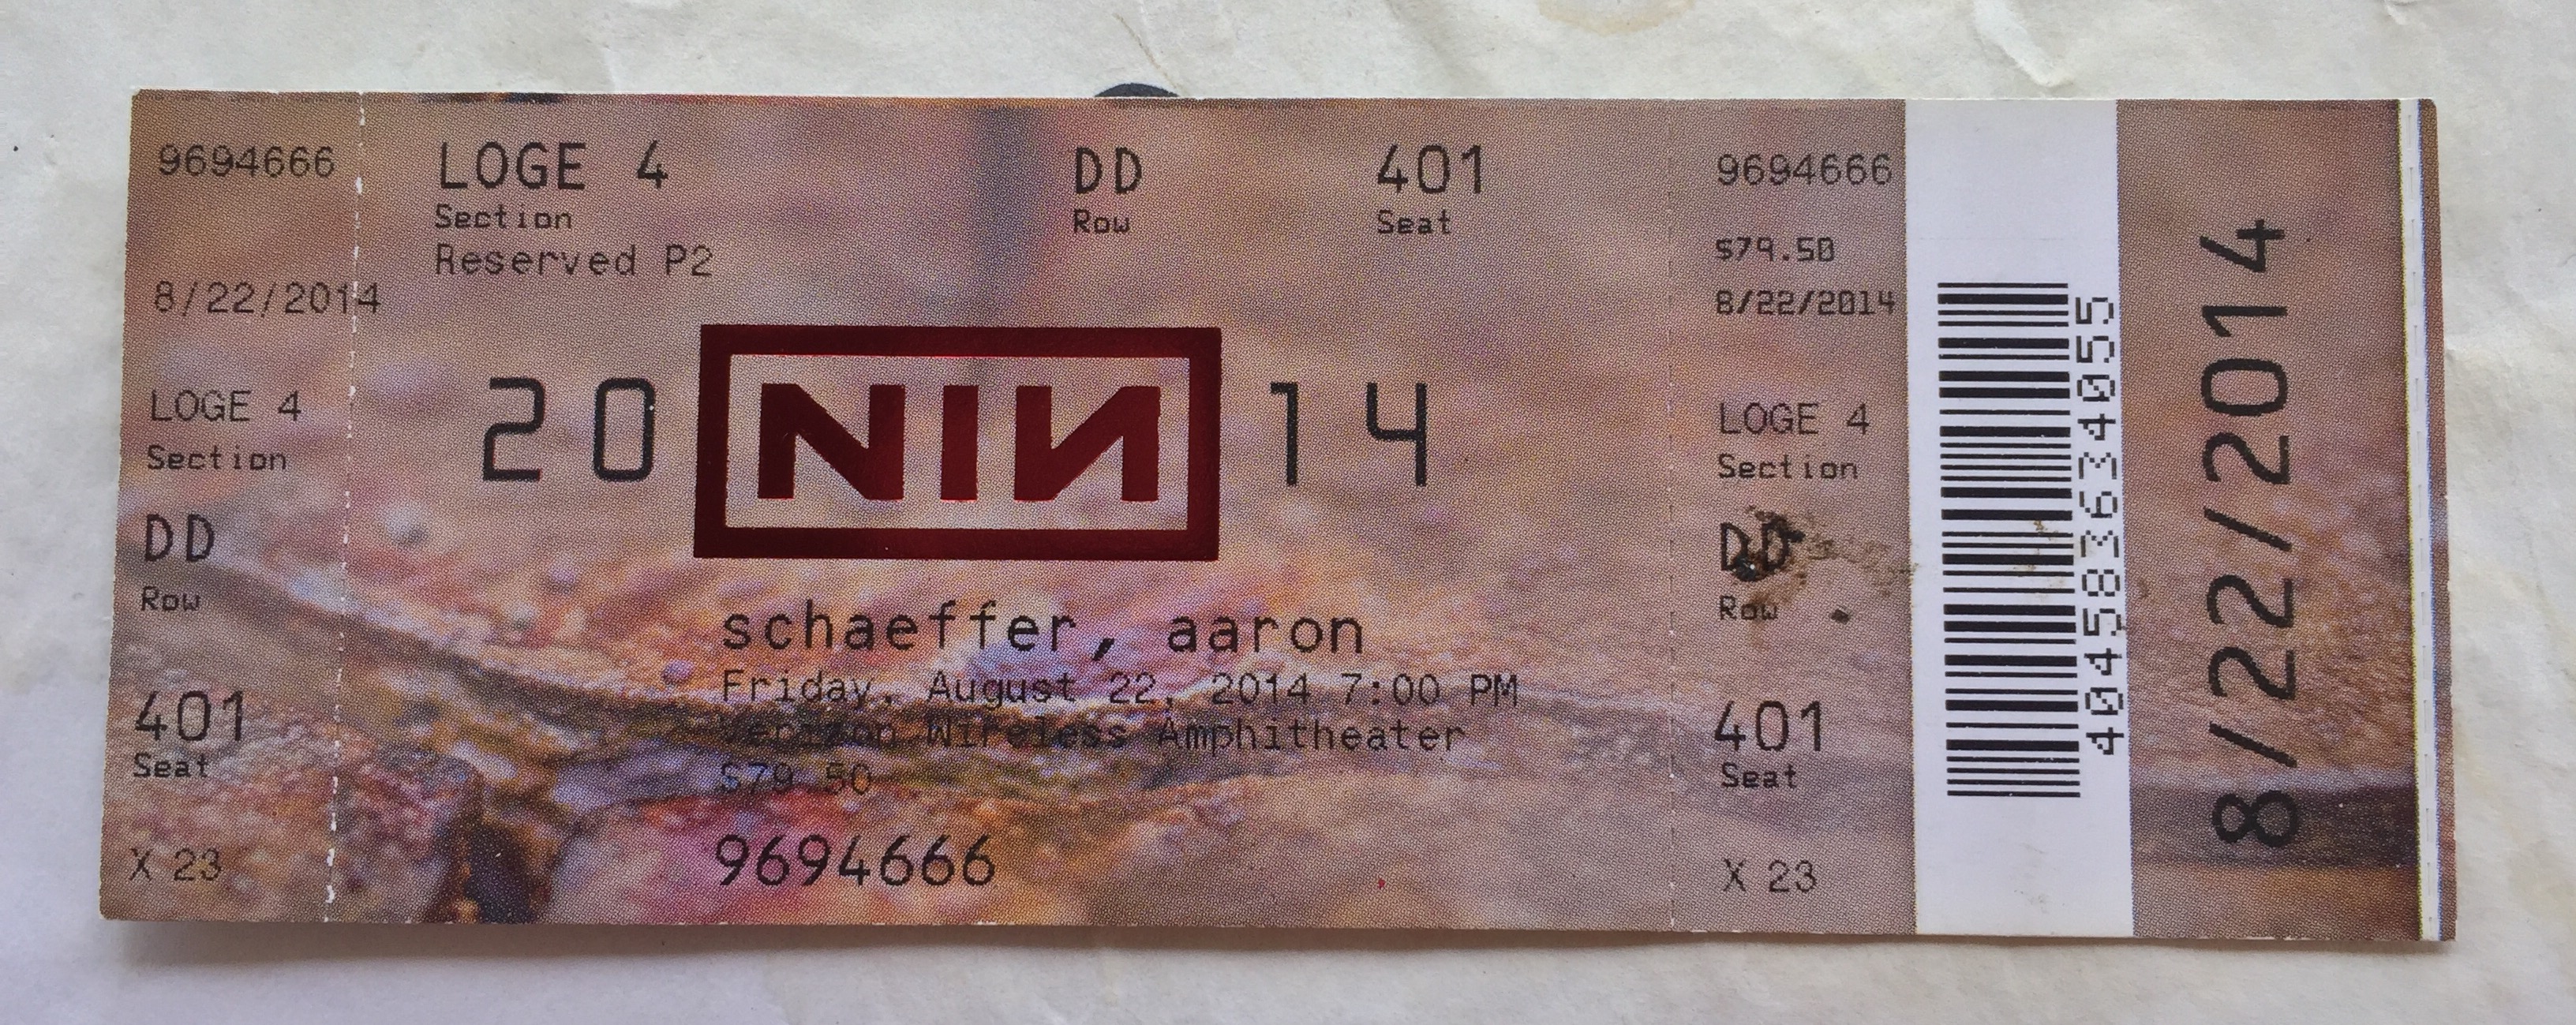 9694666
8/22/2014
LOGE 4
Section
DD
Row
401
Seat
X 23
LOGE 4
Section
Reserved P2
DD
Row
401
Seat
20 NIN 14
schaeffer, aaron
Friday, August 22, 2014 7:00 PM
Verizon Wireless Amphitheater
$79.50
9694666
9694666
$79.50
8/22/2014
LOGE 4
Section
DD
Row
401
Seat
X 23
404583634055
8/22/2014